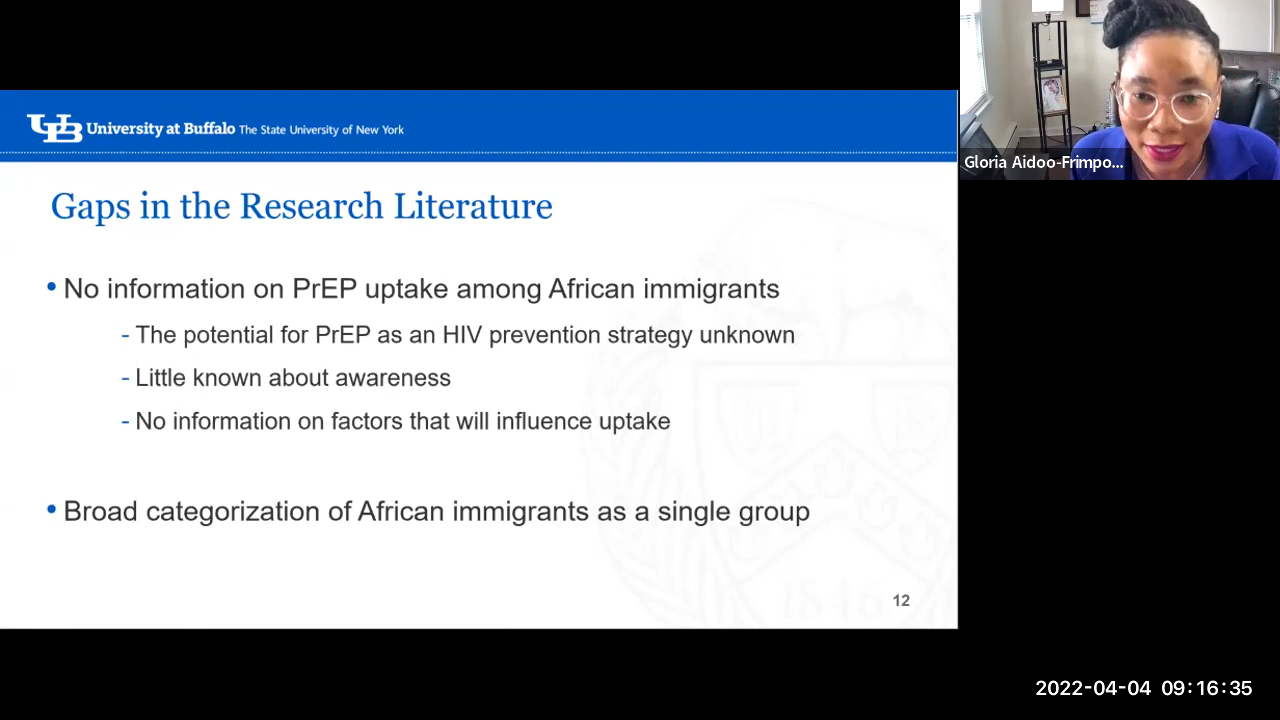 UB University at Buffalo The State University of New York
Gloria Aidoo-Frimpo...
Gaps in the Research Literature
• No information on PrEP uptake among African immigrants
- The potential for PrEP as an HIV prevention strategy unknown
- Little known about awareness
- No information on factors that will influence uptake
• Broad categorization of African immigrants as a single group
1846
12
2022-04-04 09:16:35